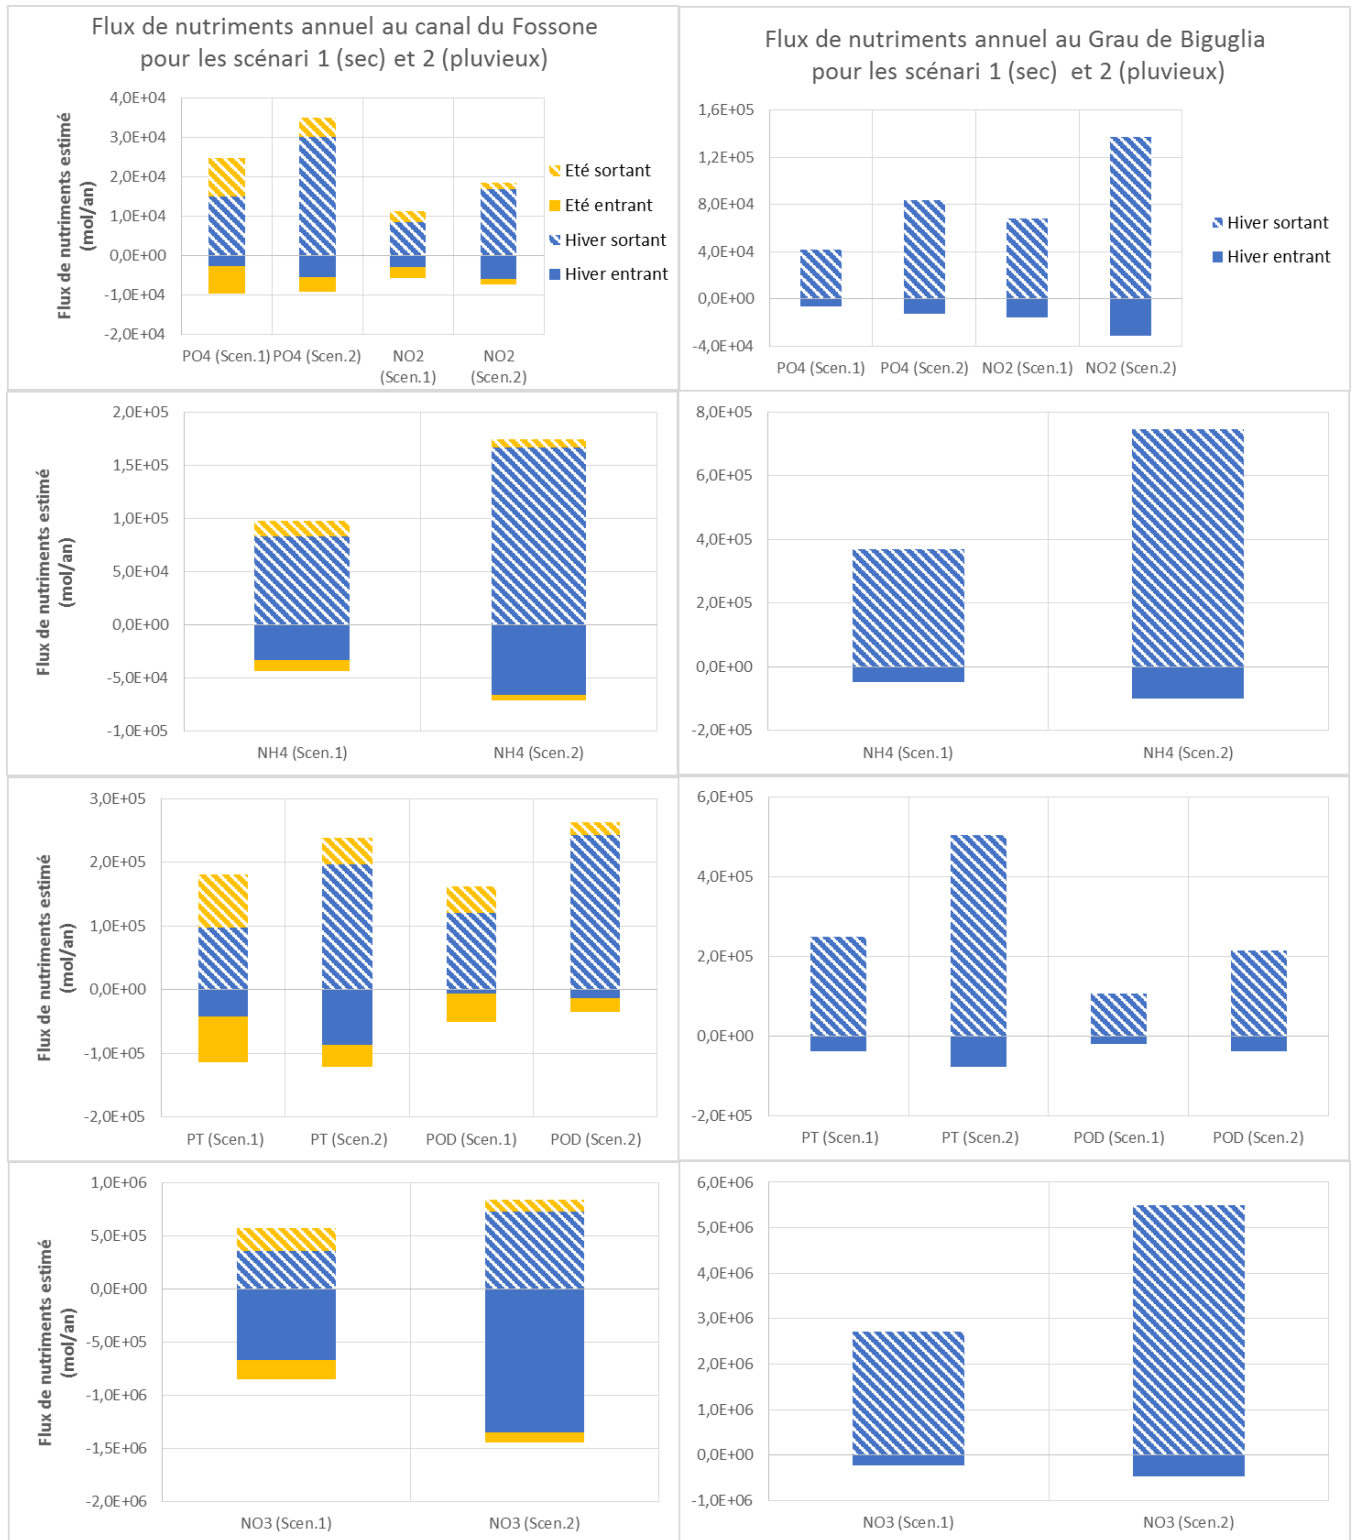 Flux de nutriments annuel au canal du Fossone
pour les scénari 1 (sec) et 2 (pluvieux)
Flux de nutriments estimé
(mol/an)
4,0E+04
3,0E+04
2,0E+04
1,0E+04
0,0E+00
-1,0E+04
-2,0E+04
PO4 (Scen.1)
PO4 (Scen.2)
NO2
(Scen.1)
NO2
(Scen.2)
Eté sortant
Eté entrant
Hiver sortant
Hiver entrant
Flux de nutriments annuel au Grau de Biguglia
pour les scénari 1 (sec)  et 2 (pluvieux)
1,6E+05
1,2E+05
8,0E+04
4,0E+04
0,0E+00
-4,0E+04
PO4 (Scen.1)
PO4 (Scen.2)
NO2 (Scen.1)
NO2 (Scen.2)
Hiver sortant
Hiver entrant
Flux de nutriments estimé
(mol/an)
2,0E+05
1,5E+05
1,0E+05
5,0E+04
0,0E+00
-5,0E+04
-1,0E+05
NH4 (Scen.1)
NH4 (Scen.2)
8,0E+05
6,0E+05
4,0E+05
2,0E+05
0,0E+00
-2,0E+05
NH4 (Scen.1)
NH4 (Scen.2)
Flux de nutriments estimé
(mol/an)
3,0E+05
2,0E+05
1,0E+05
0,0E+00
-1,0E+05
-2,0E+05
PT (Scen.1)
PT (Scen.2)
POD (Scen.1)
POD (Scen.2)
6,0E+05
4,0E+05
2,0E+05
0,0E+00
-2,0E+05
PT (Scen.1)
PT (Scen.2)
POD (Scen.1)
POD (Scen.2)
Flux de nutriments estimé
(mol/an)
1,0E+06
5,0E+05
0,0E+00
-5,0E+05
-1,0E+06
-1,5E+06
-2,0E+06
NO3 (Scen.1)
NO3 (Scen.2)
6,0E+06
5,0E+06
4,0E+06
3,0E+06
2,0E+06
1,0E+06
0,0E+00
-1,0E+06
NO3 (Scen.1)
NO3 (Scen.2)